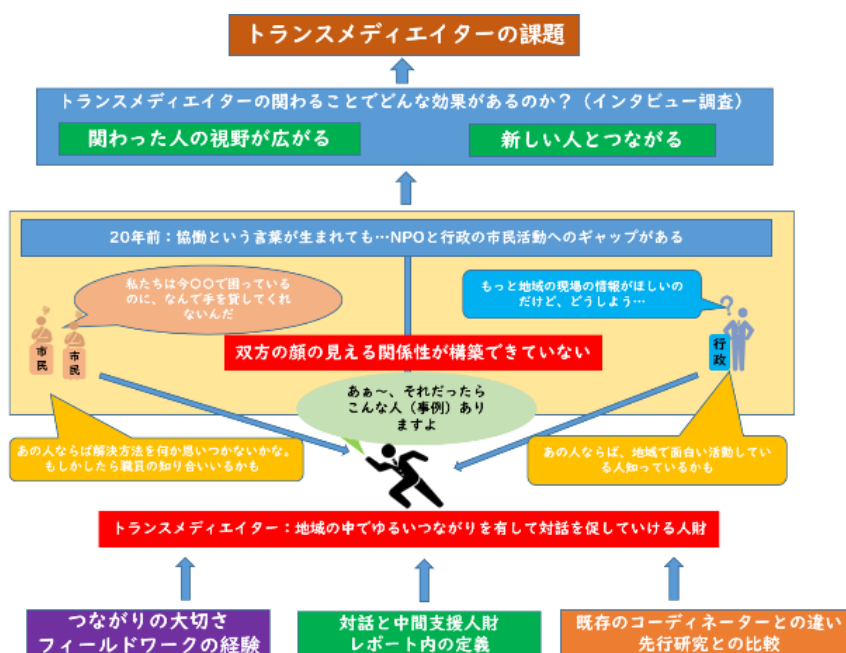 トランスメディエイターの課題
トランスメディエイターの関わることでどんな効果があるのか？（インタビュー調査）
関わった人の視野が広がる
新しい人とつながる
20年前：協働という言葉が生まれても…NPOと行政の市民活動へのギャップがある
私たちは今〇〇で困っている
のに、なんで手を貸してくれ
ないんだ
もっと地域の現場の情報がほしいの
だけど、どうしよう…
市民
市民
行政
双方の顔の見える関係性が構築できていない
あぁ～、それだったら
こんな人（事例）あり
ますよ
あの人ならば解決方法を何か思いつかないかな。
もしかしたら職員の知り合いいるかも
あの人ならば、地域で面白い活動してい
る人知っているかも
トランスメディエイター：地域の中でゆるいつながりを有して対話を促していける人財
つながりの大切さ
フィールドワークの経験
対話と中間支援人財
レポート内の定義
既存のコーディネーターとの違い
先行研究との比較